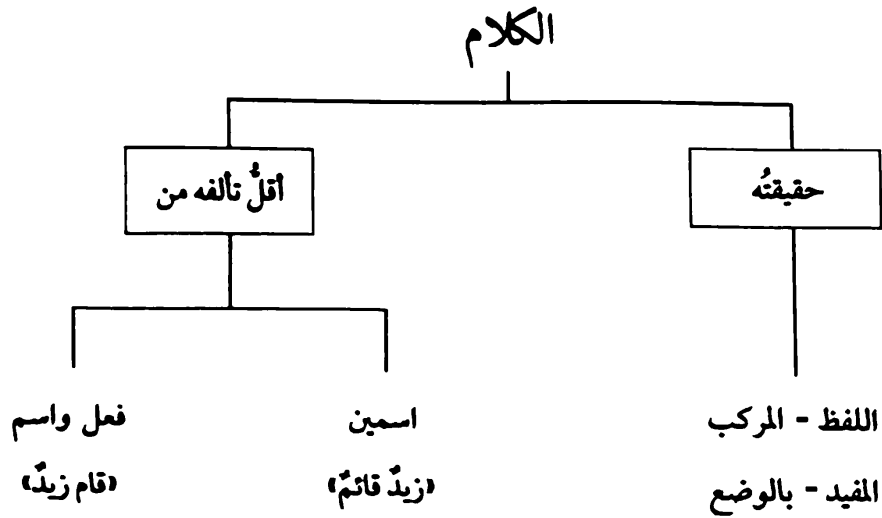 الكلام
حقيقتُه
أقلُّ تألفه من
اللفظ - المركب
المفيد - بالوضع
اسمين
«زيدٌ قائمٌ»
فعل واسم
«قام زيدٌ»